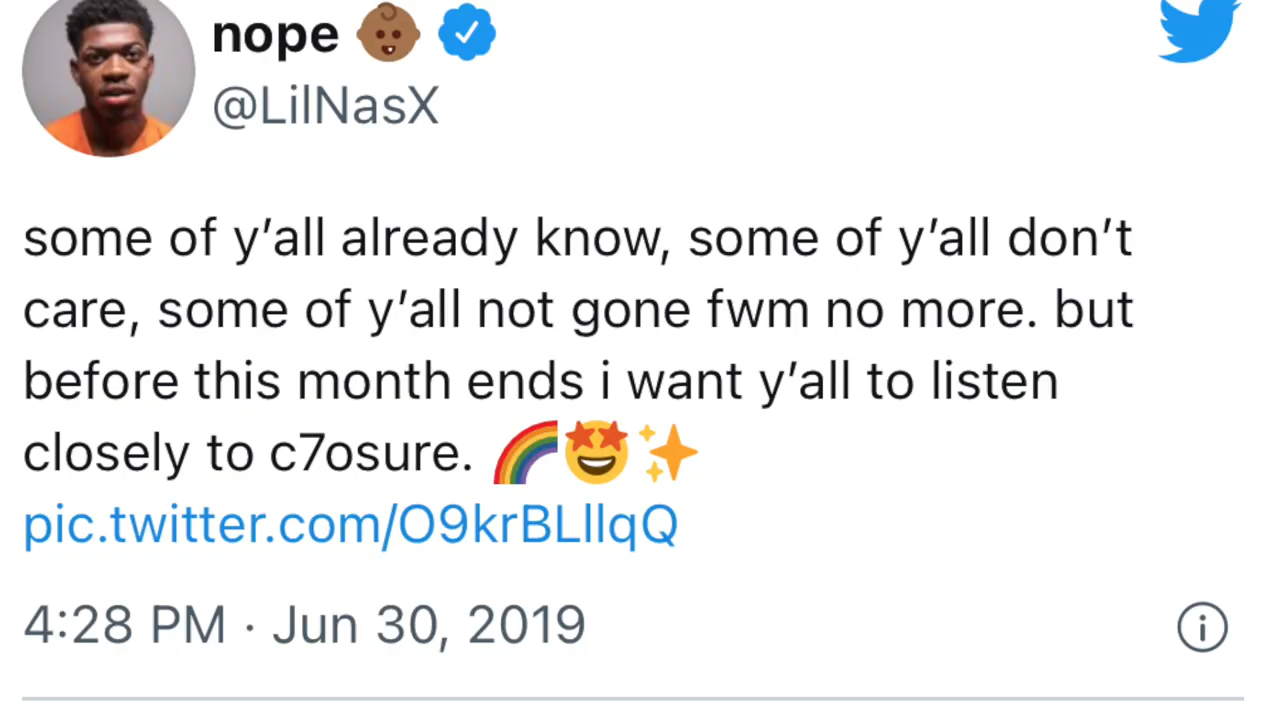 nope 👶🏾
@LilNasX
some of y’all already know, some of y’all don’t
care, some of y’all not gone fwm no more. but
before this month ends i want y’all to listen
closely to c7osure. 🌈🤩✨
pic.twitter.com/O9krBLllqQ
4:28 PM · Jun 30, 2019